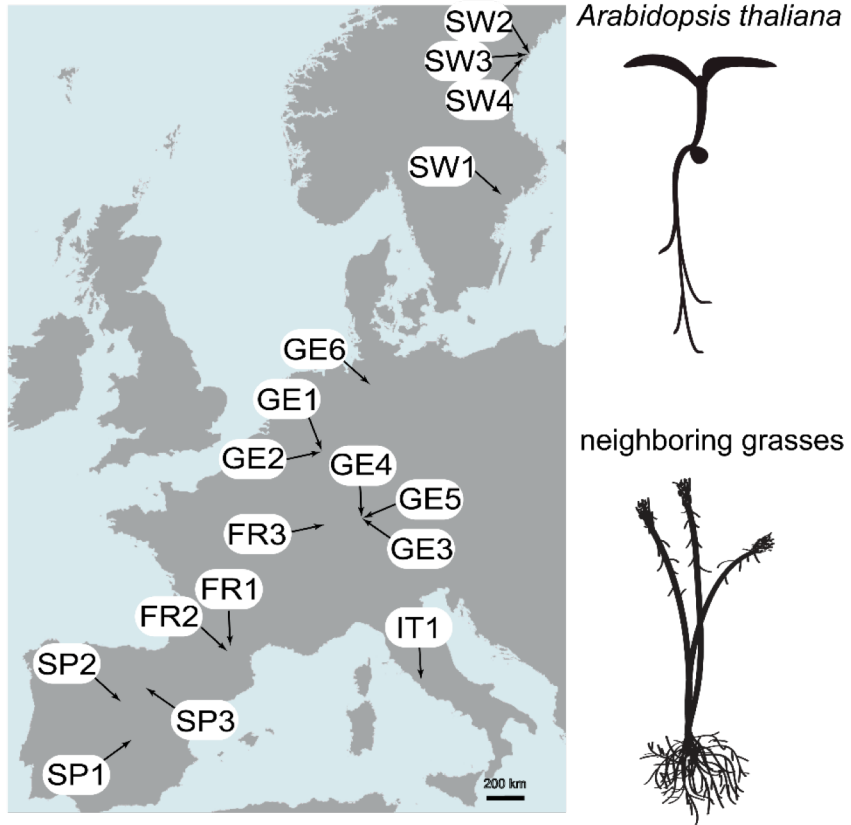 SW2
SW3
SW4
SW1
GE6
GE1
GE2
GE4
GE5
FR3
GE3
FR1
FR2
IT1
SP2
SP3
SP1
200 km
Arabidopsis thaliana
neighboring grasses